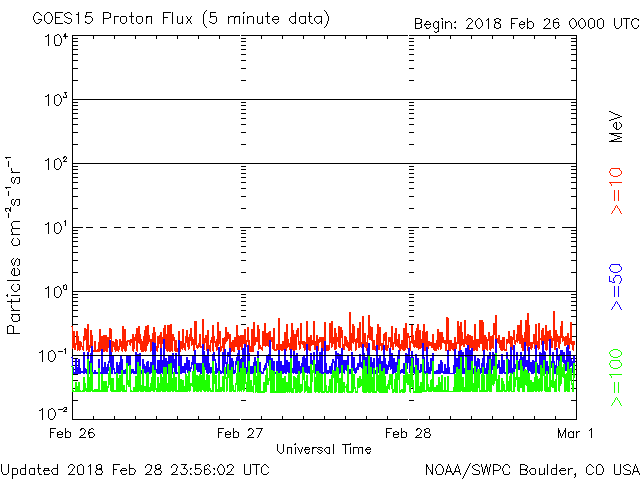 GOES15 Proton Flux (5 minute data)
Begin: 2018 Feb 26 0000 UTC
Particles cm⁻²s⁻¹sr⁻¹
10⁴
10³
10²
10¹
10⁰
10⁻¹
10⁻²
MeV
>=10
>=50
>=100
Feb 26 Feb 27 Feb 28 Mar 1
Universal Time
Updated 2018 Feb 28 23:56:02 UTC
NOAA/SWPC Boulder, CO USA